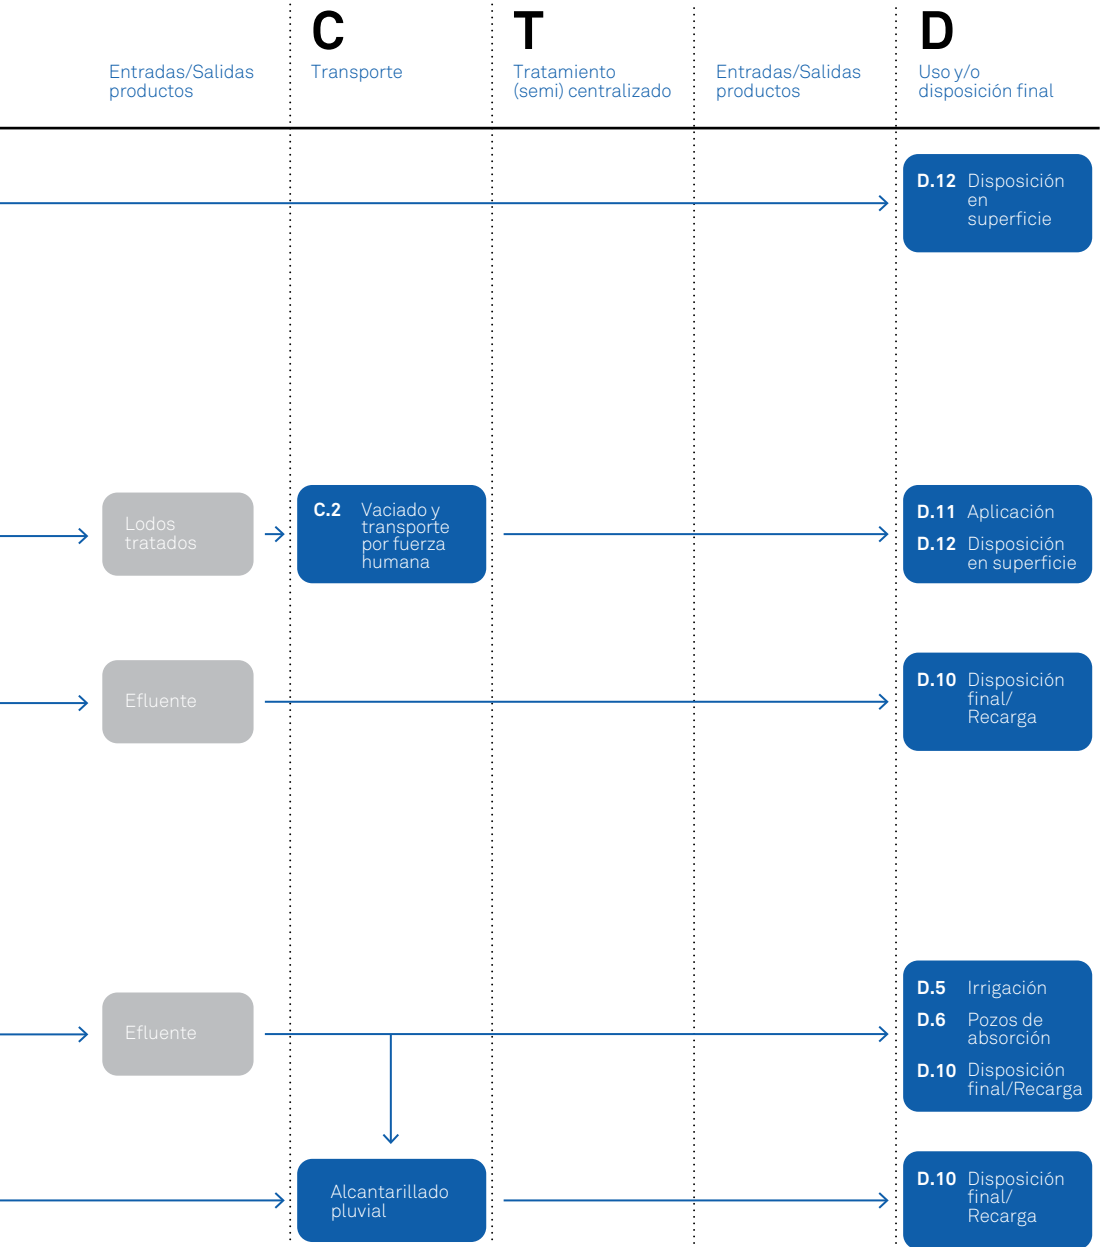 C
T
D
Entradas/Salidas
productos
Transporte
Tratamiento
(semi) centralizado
Entradas/Salidas
productos
Uso y/o
disposición final
D.12 Disposición
en
superficie
Lodos
tratados
C.2 Vaciado y
transporte
por fuerza
humana
D.11 Aplicación
D.12 Disposición
en superficie
Efluente
D.10 Disposición
final/
Recarga
Efluente
D.5 Irrigación
D.6 Pozos de
absorción
D.10 Disposición
final/Recarga
Alcantarillado
pluvial
D.10 Disposición
final/
Recarga